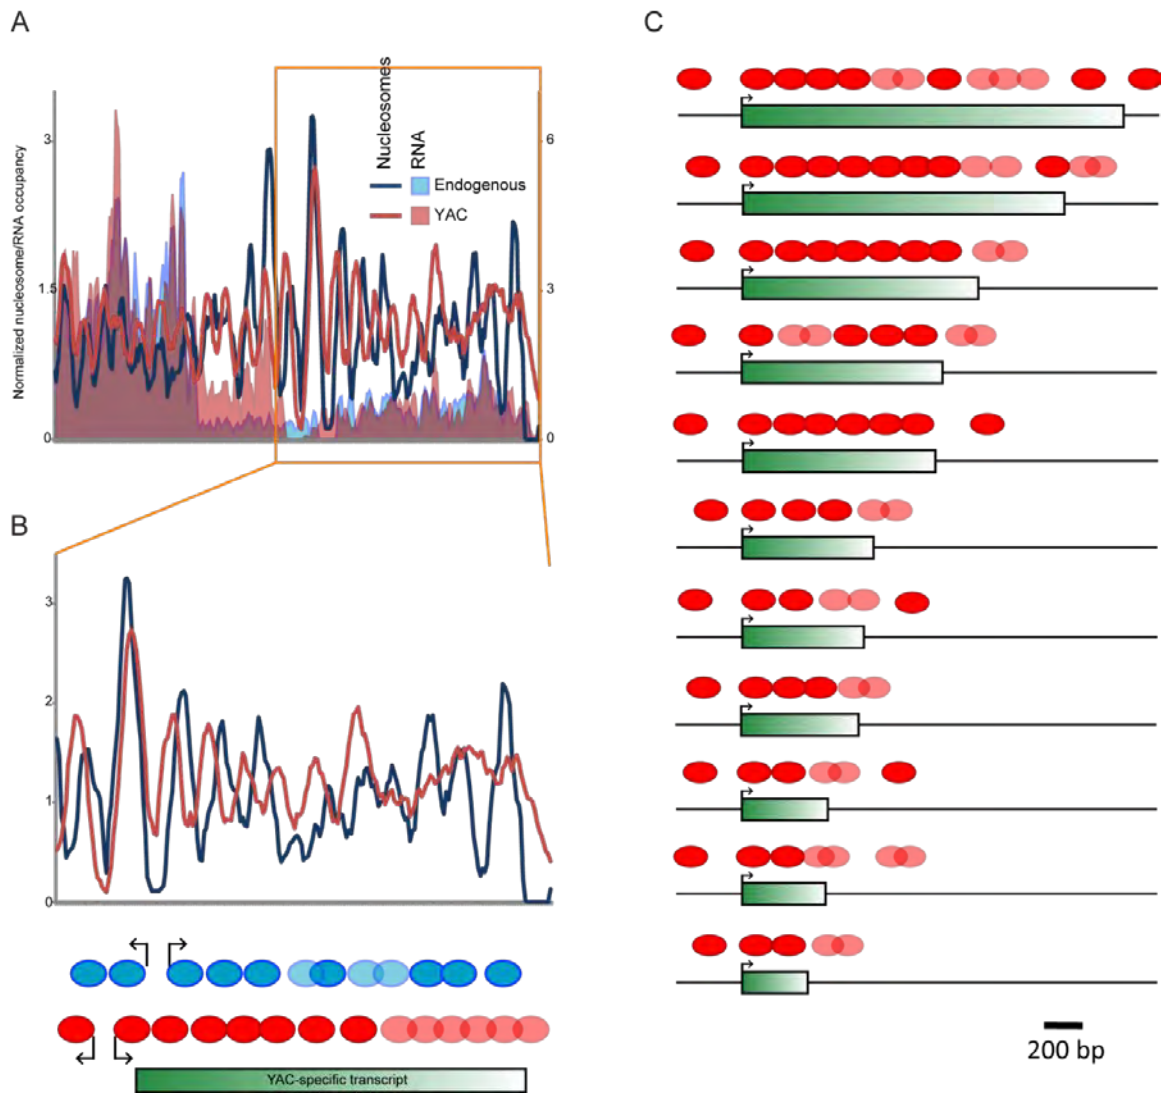 A
C
Normalized nucleosome/RNA occupancy
3
1.5
0
6
3
0
Nucleosomes
RNA
Endogenous
YAC
B
3
2
1
0
YAC-specific transcript
200 bp